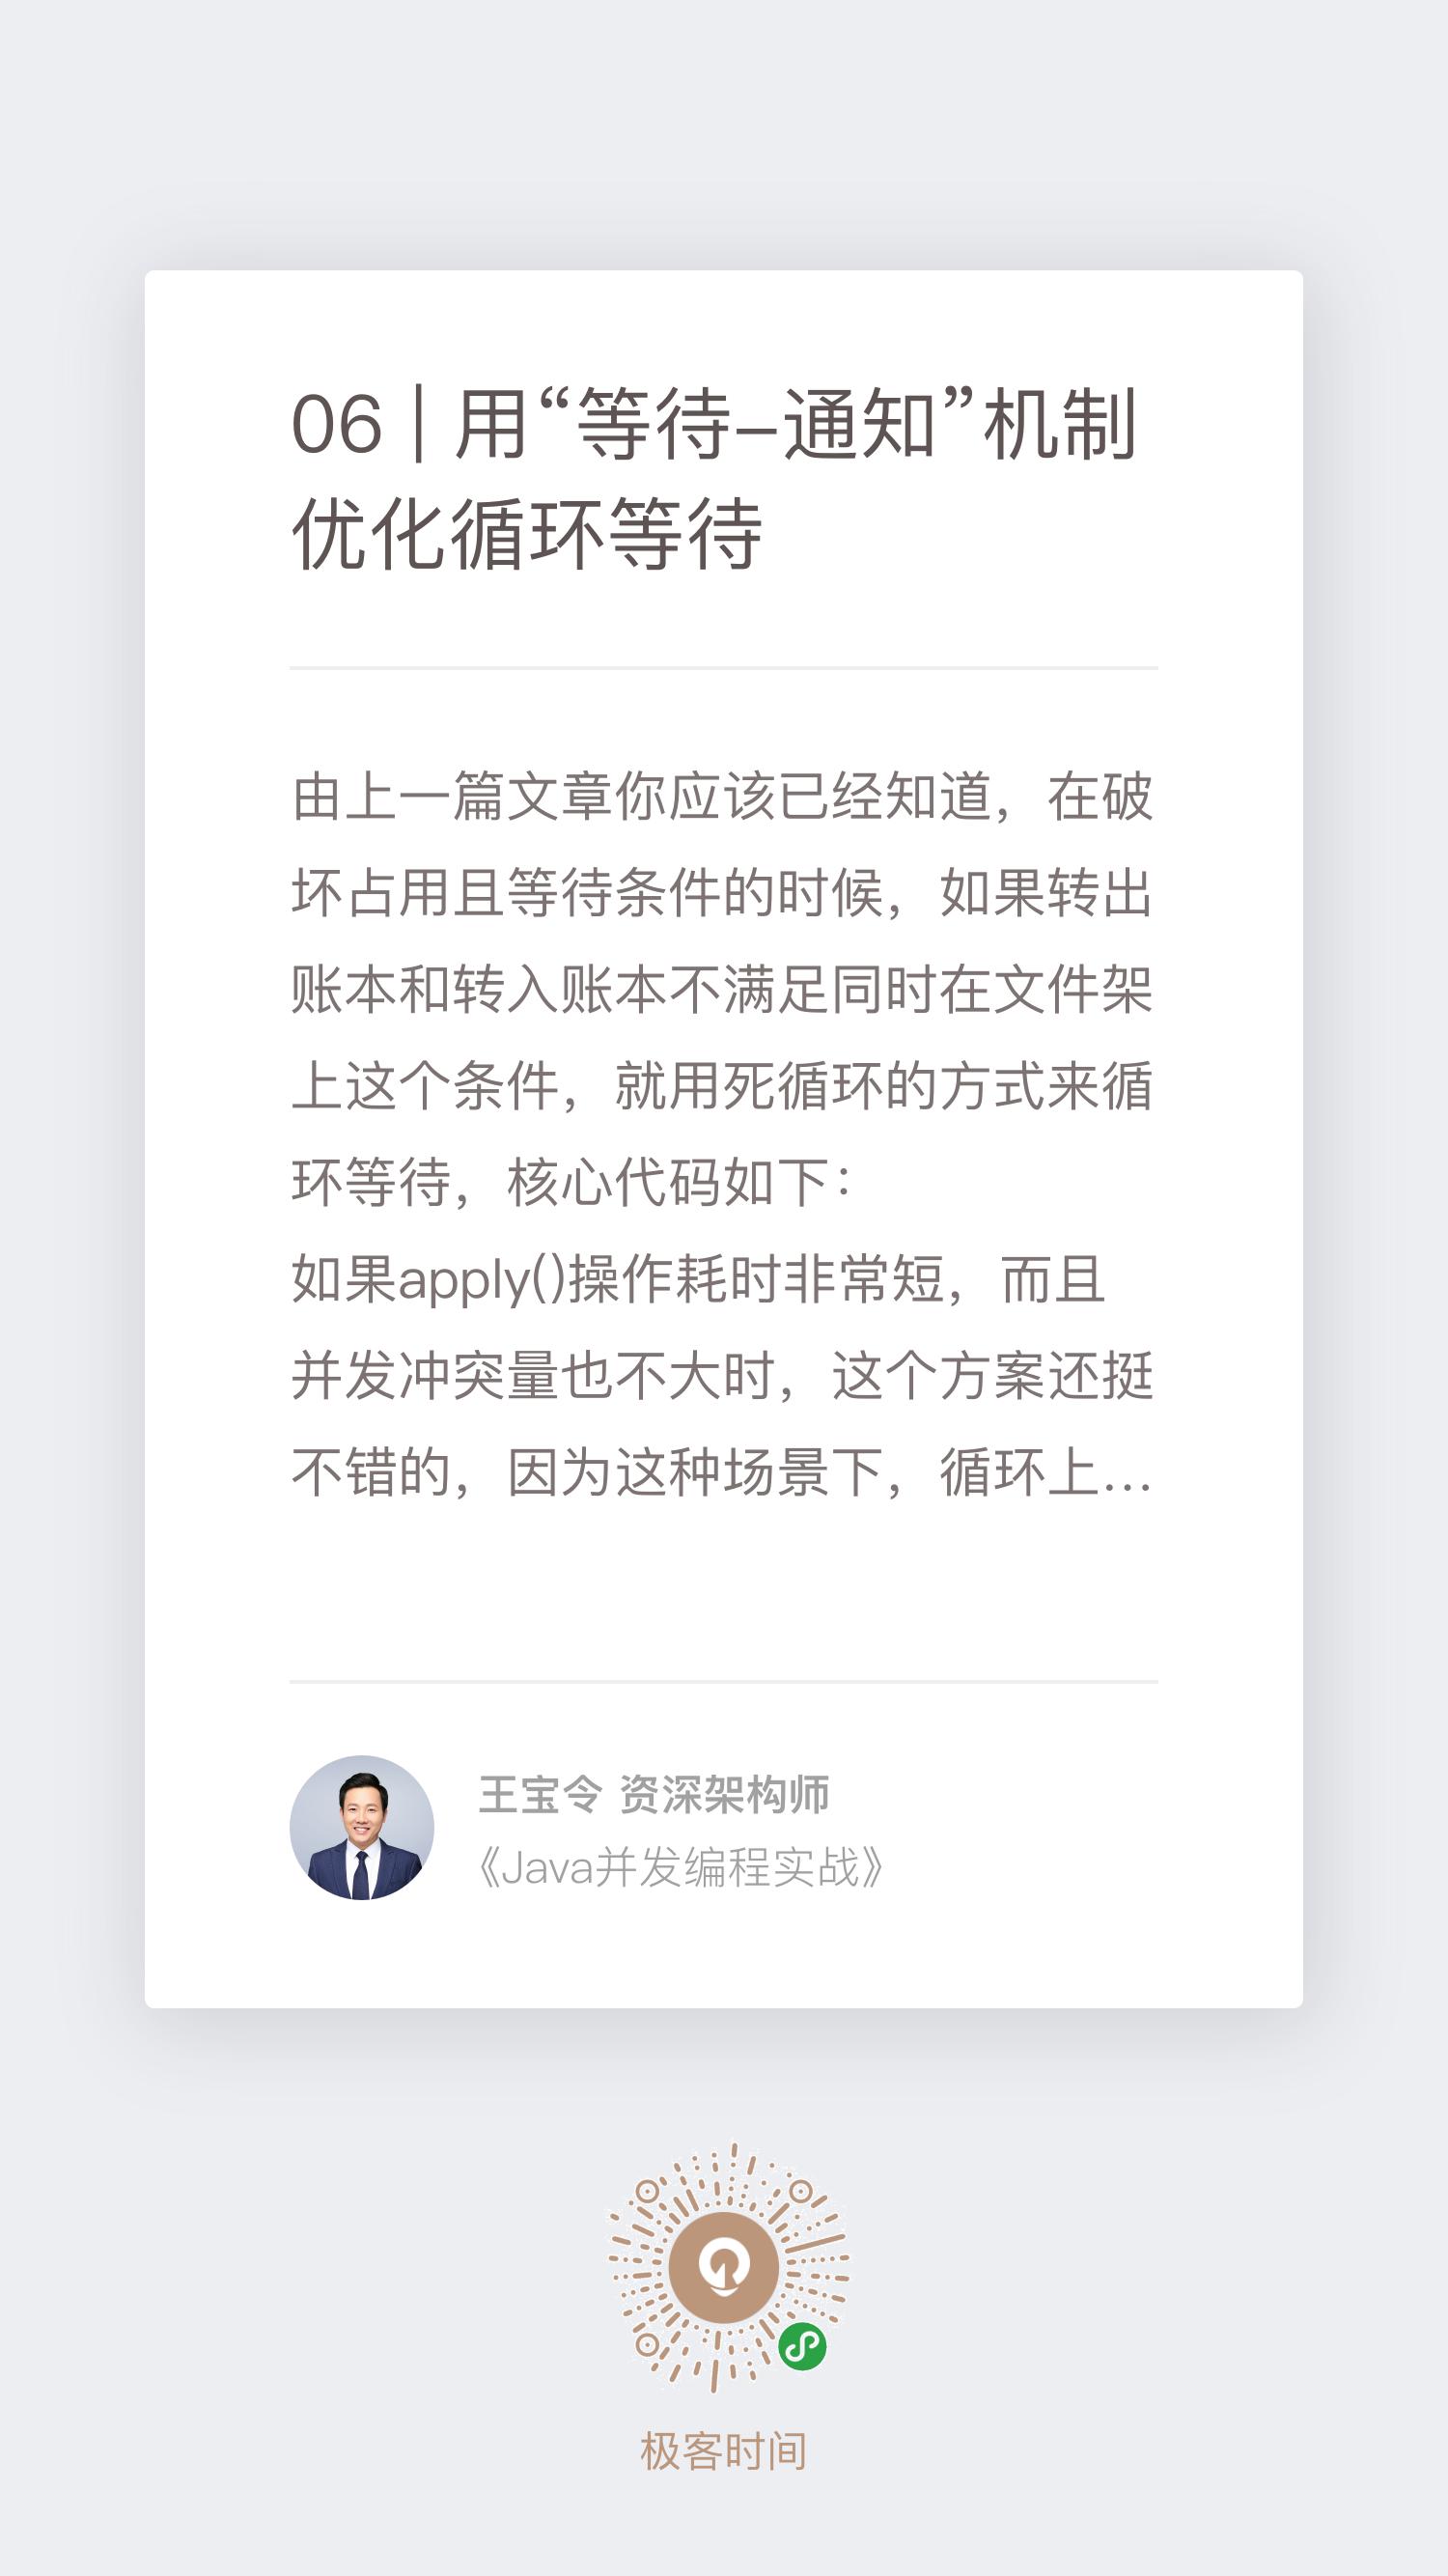 06 | 用“等待-通知”机制
优化循环等待
由上一篇文章你应该已经知道，在破
坏占用且等待条件的时候，如果转出
账本和转入账本不满足同时在文件架
上这个条件，就用死循环的方式来循
环等待，核心代码如下：
如果apply()操作耗时非常短，而且
并发冲突量也不大时，这个方案还挺
不错的，因为这种场景下，循环上...
王宝令 资深架构师
《Java并发编程实战》
极客时间